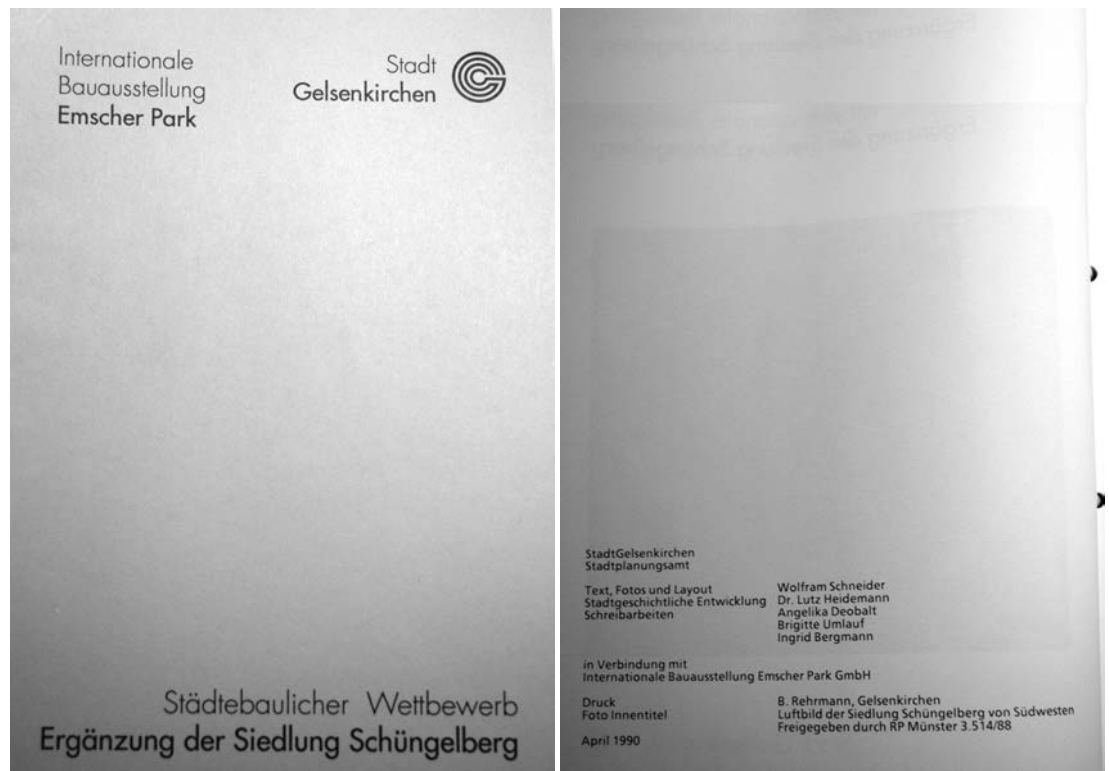 Internationale
Bauausstellung
Emscher Park
Stadt
Gelsenkirchen
Städtebaulicher Wettbewerb
Ergänzung der Siedlung Schüngelberg
StadtGelsenkirchen
Stadtplanungsamt
Text, Fotos und Layout Wolfram Schneider
Stadtgeschichtliche Entwicklung Dr. Lutz Heidemann
Schreibarbeiten Angelika Deobalt
Brigitte Umlauf
Ingrid Bergmann
in Verbindung mit
Internationale Bauausstellung Emscher Park GmbH
Druck B. Rehrmann, Gelsenkirchen
Foto Innentitel Luftbild der Siedlung Schüngelberg von Südwesten
Freigegeben durch RP Münster 3.514/88
April 1990